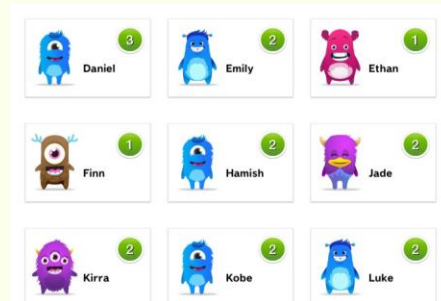 3
Daniel
2
Emily
1
Ethan
1
Finn
2
Hamish
2
Jade
2
Kirra
2
Kobe
2
Luke